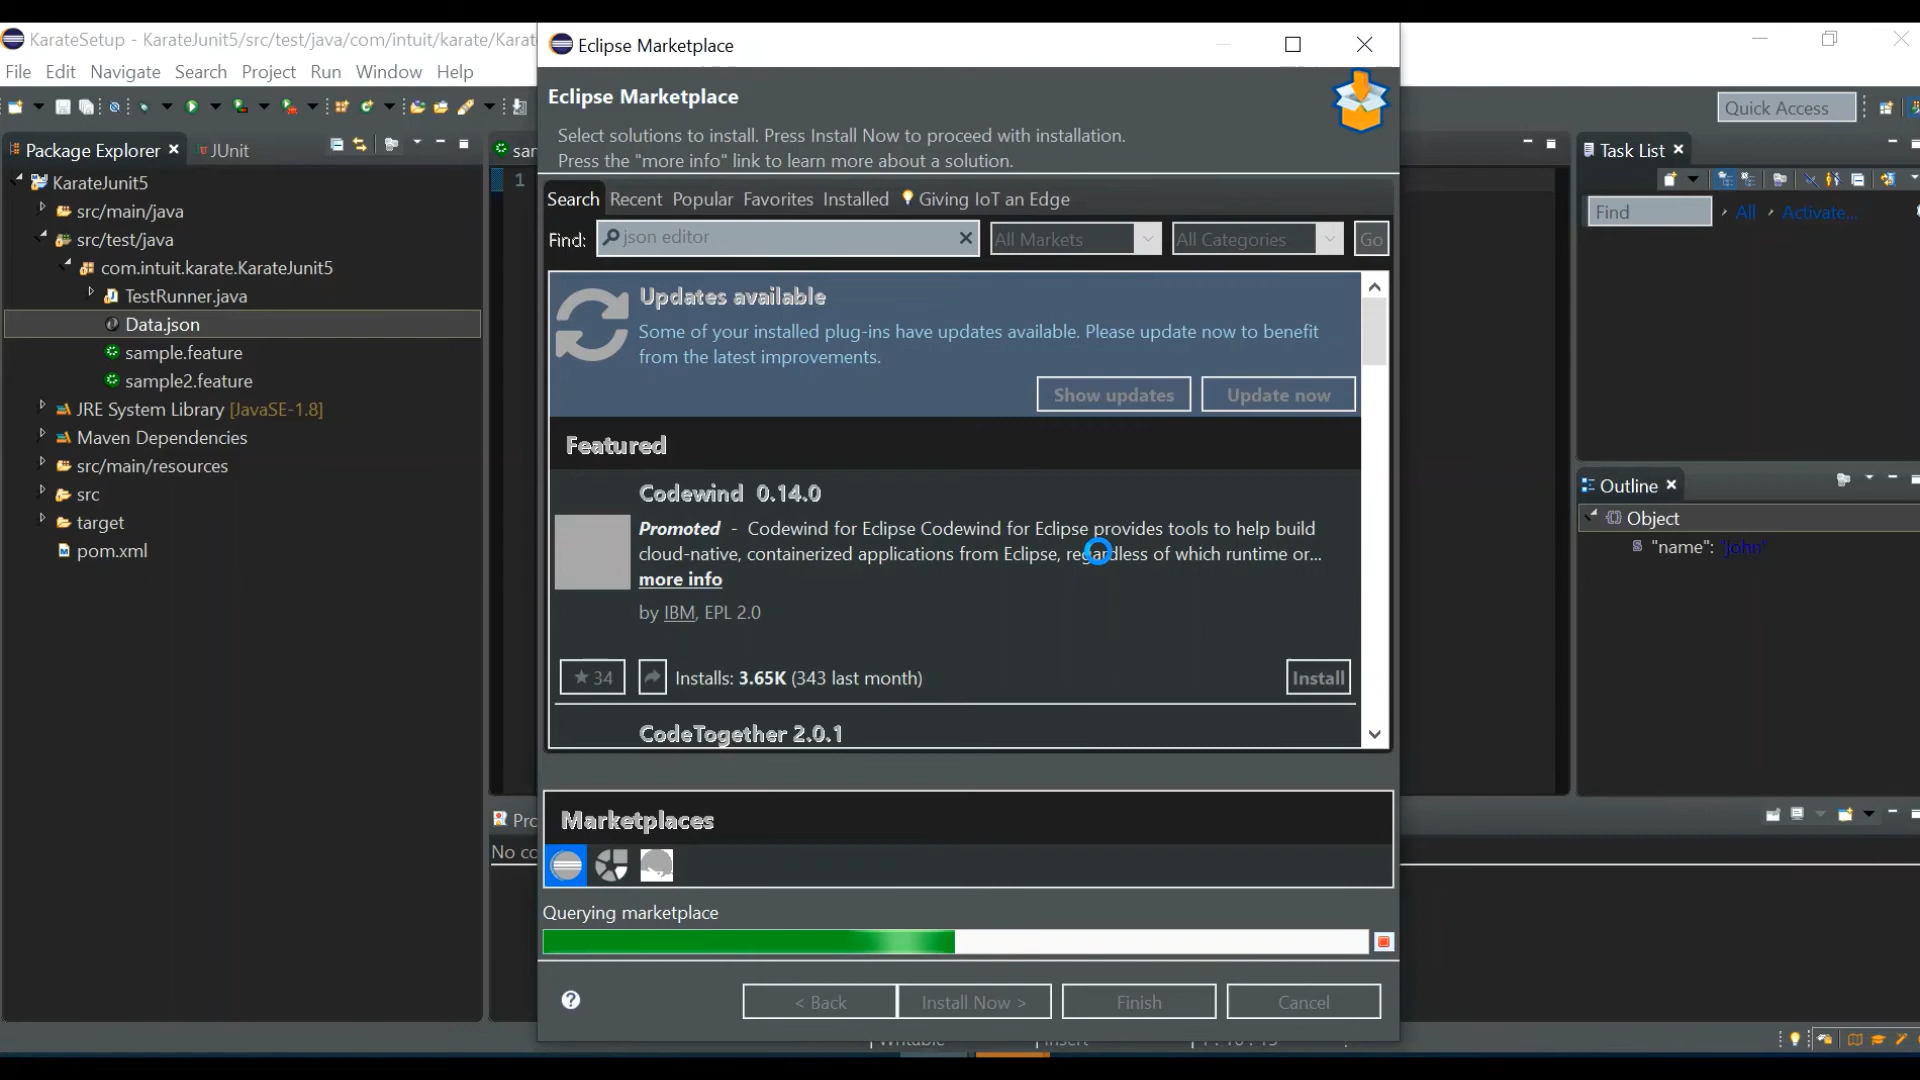 KarateSetup - KarateJunit5/src/test/java/com/intuit/karate/Karat
File Edit Navigate Search Project Run Window Help
Quick Access
Package Explorer
JUnit
KarateJunit5
src/main/java
src/test/java
com.intuit.karate.KarateJunit5
TestRunner.java
Data.json
sample.feature
sample2.feature
JRE System Library [JavaSE-1.8]
Maven Dependencies
src/main/resources
src
target
pom.xml
sar
1
Eclipse Marketplace
Eclipse Marketplace
Select solutions to install. Press Install Now to proceed with installation.
Press the "more info" link to learn more about a solution.
Search Recent Popular Favorites Installed Giving IoT an Edge
Find: json editor All Markets All Categories Go
Updates available
Some of your installed plug-ins have updates available. Please update now to benefit
from the latest improvements.
Show updates Update now
Featured
Codewind 0.14.0
Promoted - Codewind for Eclipse Codewind for Eclipse provides tools to help build
cloud-native, containerized applications from Eclipse, regardless of which runtime or...
more info
by IBM, EPL 2.0
34 Installs: 3.65K (343 last month) Install
CodeTogether 2.0.1
Marketplaces
Querying marketplace
< Back Install Now > Finish Cancel
Task List
Find All Activate...
Outline
Object
"name": "john"
Prc
No co